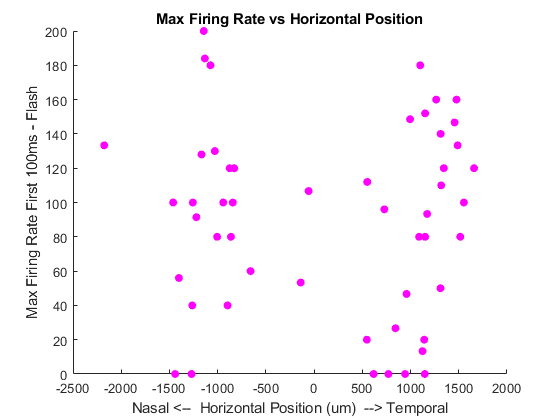 Max Firing Rate vs Horizontal Position
200
180
160
140
120
100
80
60
40
20
0
Max Firing Rate First 100ms - Flash
-2500 -2000 -1500 -1000 -500 0 500 1000 1500 2000
Nasal <-- Horizontal Position (um) --> Temporal